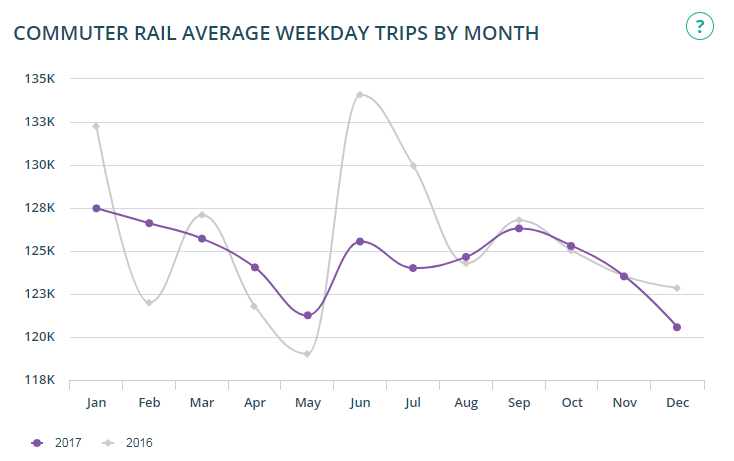 COMMUTER RAIL AVERAGE WEEKDAY TRIPS BY MONTH
?
135K
133K
130K
128K
125K
123K
120K
118K
Jan Feb Mar Apr May Jun Jul Aug Sep Oct Nov Dec
2017 2016